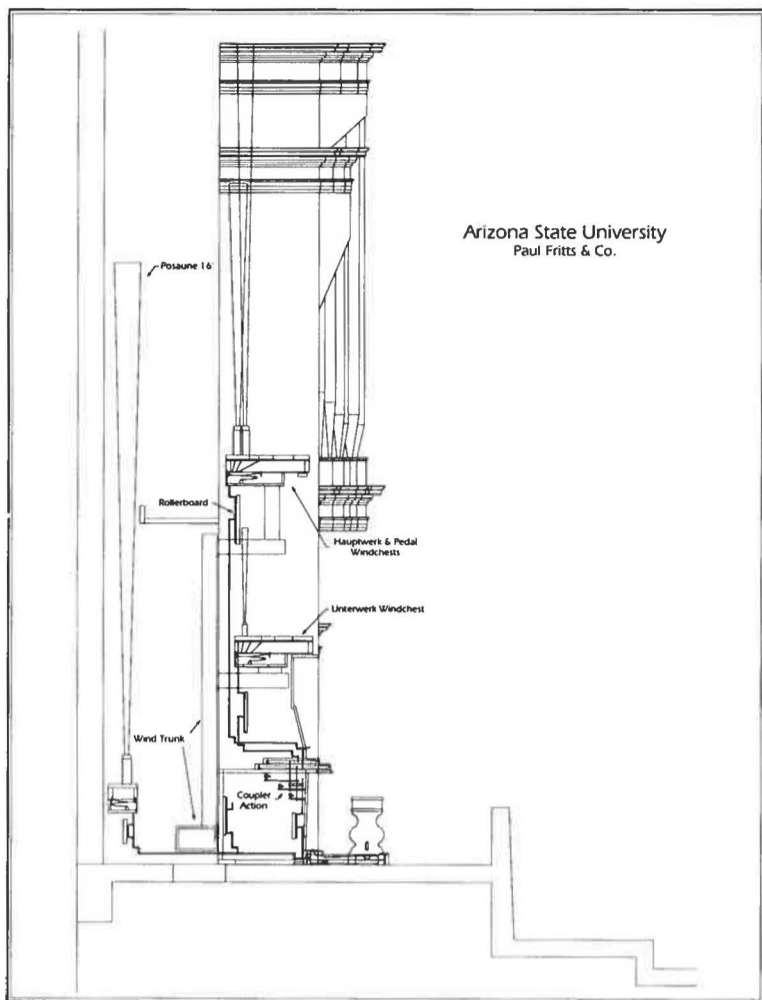 Arizona State University
Paul Fritts & Co.
Posaune 16'
Rollerboard
Hauptwerk & Pedal
Windchests
Unterwerk Windchest
Wind Trunk
Coupler
Action